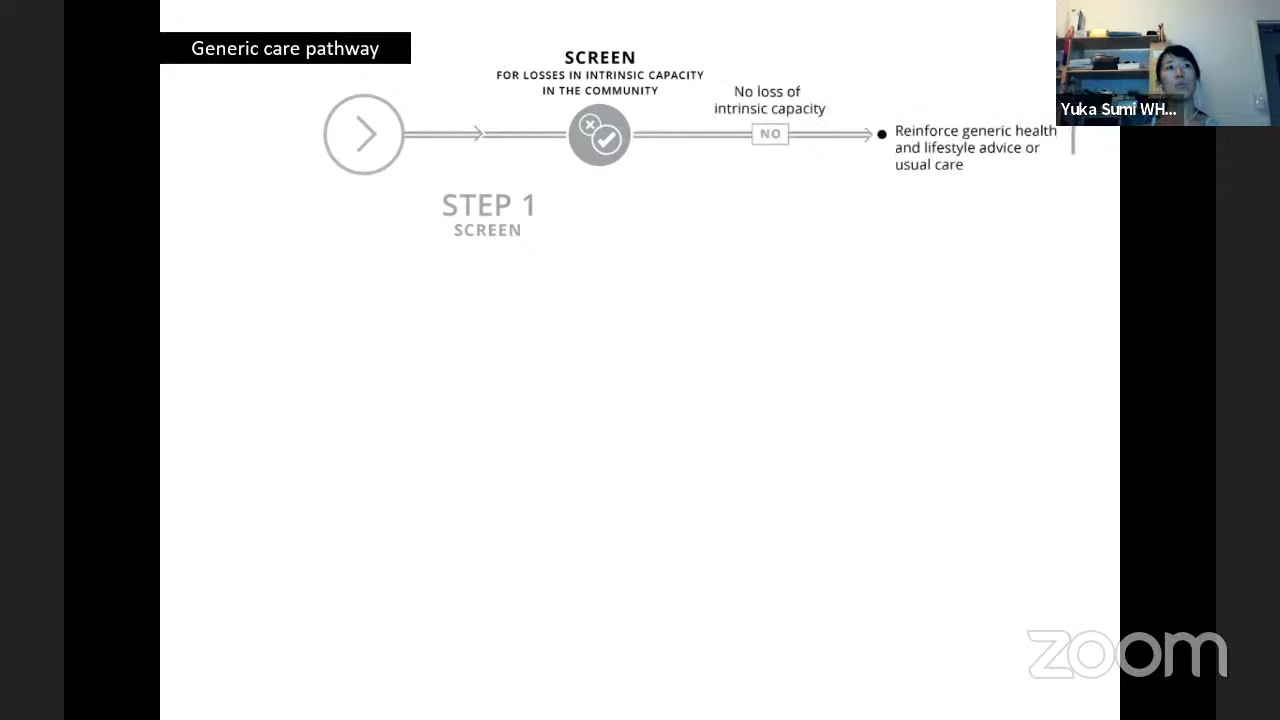 Generic care pathway
SCREEN
FOR LOSSES IN INTRINSIC CAPACITY
IN THE COMMUNITY
No loss of
intrinsic capacity
NO
Reinforce generic health
and lifestyle advice or
usual care
STEP 1
SCREEN
Yuka Sumi WH...
zoom